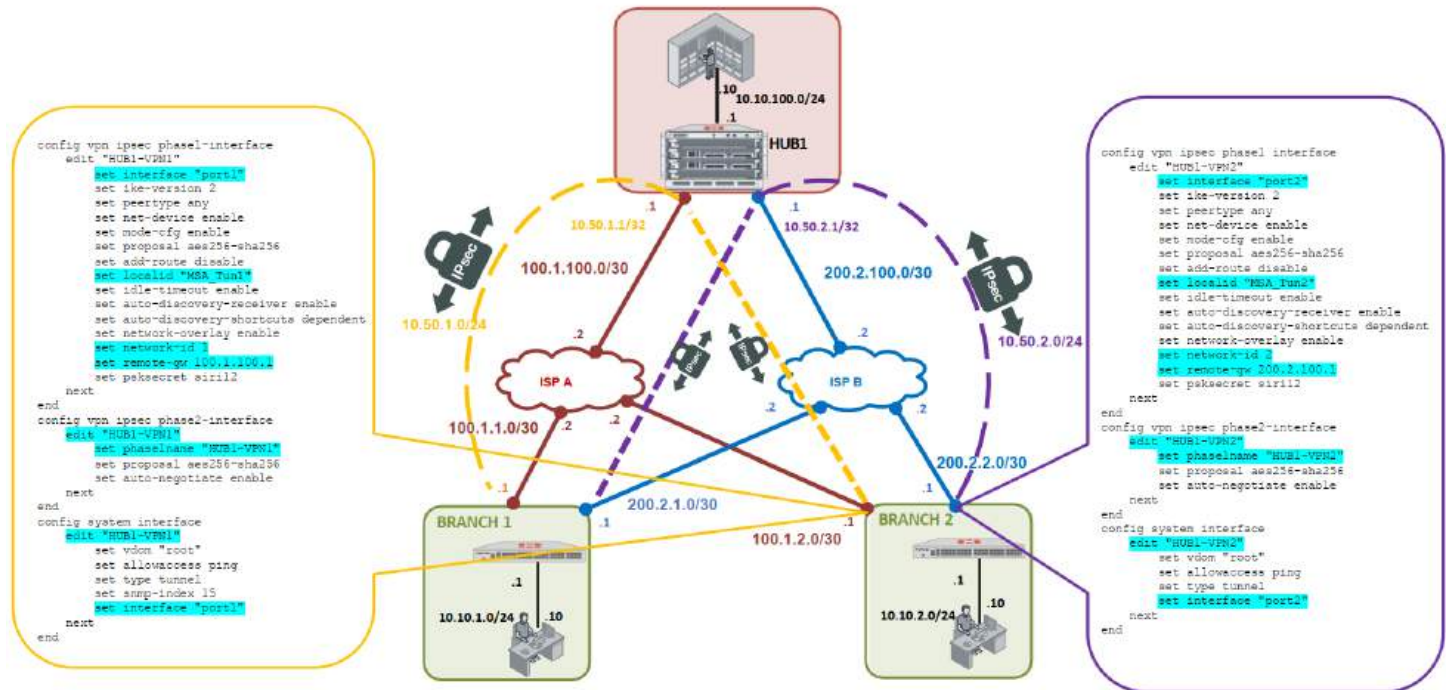 config vpn ipsec phase1-interface
edit "HUB1-VPN1"
set interface "port1"
set ike-version 2
set peertype any
set net-device enable
set mode-cfg enable
set proposal aes256-sha256
set add-route disable
set localid "MSA_Tun1"
set idle-timeout enable
set auto-discovery-receiver enable
set auto-discovery-shortcuts dependent
set network-overlay enable
set network-id 1
set remote-gw 100.1.100.1
set psksecret siri12
next
end
config vpn ipsec phase2-interface
edit "HUB1-VPN1"
set phase1name "HUB1-VPN1"
set proposal aes256-sha256
set auto-negotiate enable
next
end
config system interface
edit "HUB1-VPN1"
set vdom "root"
set allowaccess ping
set type tunnel
set snmp-index 15
set interface "port1"
next
end
.10
10.10.100.0/24
.1
HUB1
.1
10.50.1.1/32
.1
10.50.2.1/32
IPsec
IPsec
100.1.100.0/30
200.2.100.0/30
10.50.1.0/24
10.50.2.0/24
.2
.2
IPsec
IPsec
ISP A
ISP B
.2
.2
.2
.2
100.1.1.0/30
200.2.2.0/30
.1
200.2.1.0/30
.1
.1
.1
BRANCH 1
100.1.2.0/30
BRANCH 2
.1
10.10.1.0/24
.10
.1
10.10.2.0/24
.10
config vpn ipsec phase1 interface
edit "HUB1-VPN2"
set interface "port2"
set ike-version 2
set peertype any
set net-device enable
set mode-cfg enable
set proposal aes256-sha256
set add-route disable
set localid "MSA_Tun2"
set idle-timeout enable
set auto-discovery-receiver enable
set auto-discovery-shortcuts dependent
set network-overlay enable
set network-id 2
set remote-gw 200.2.100.1
set psksecret siri12
next
end
config vpn ipsec phase2-interface
edit "HUB1-VPN2"
set phase1name "HUB1-VPN2"
set proposal aes256-sha256
set auto-negotiate enable
next
end
config system interface
edit "HUB1-VPN2"
set vdom "root"
set allowaccess ping
set type tunnel
set interface "port2"
next
end